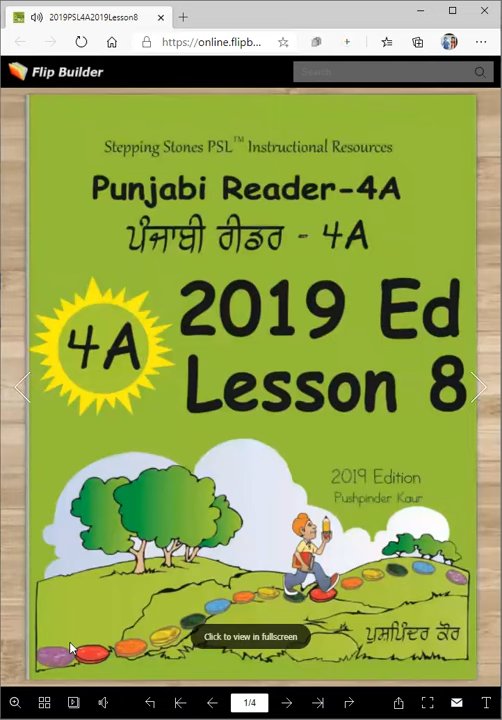 2019PSL4A2019Lesson8
https://online.flipb...
Flip Builder
Search
Stepping Stones PSL™ Instructional Resources
Punjabi Reader-4A
ਪੰਜਾਬੀ ਰੀਡਰ - 4A
4A
2019 Ed
Lesson 8
2019 Edition
Pushpinder Kaur
Click to view in fullscreen
ਪੁਸ਼ਪਿੰਦਰ ਕੌਰ
1/4